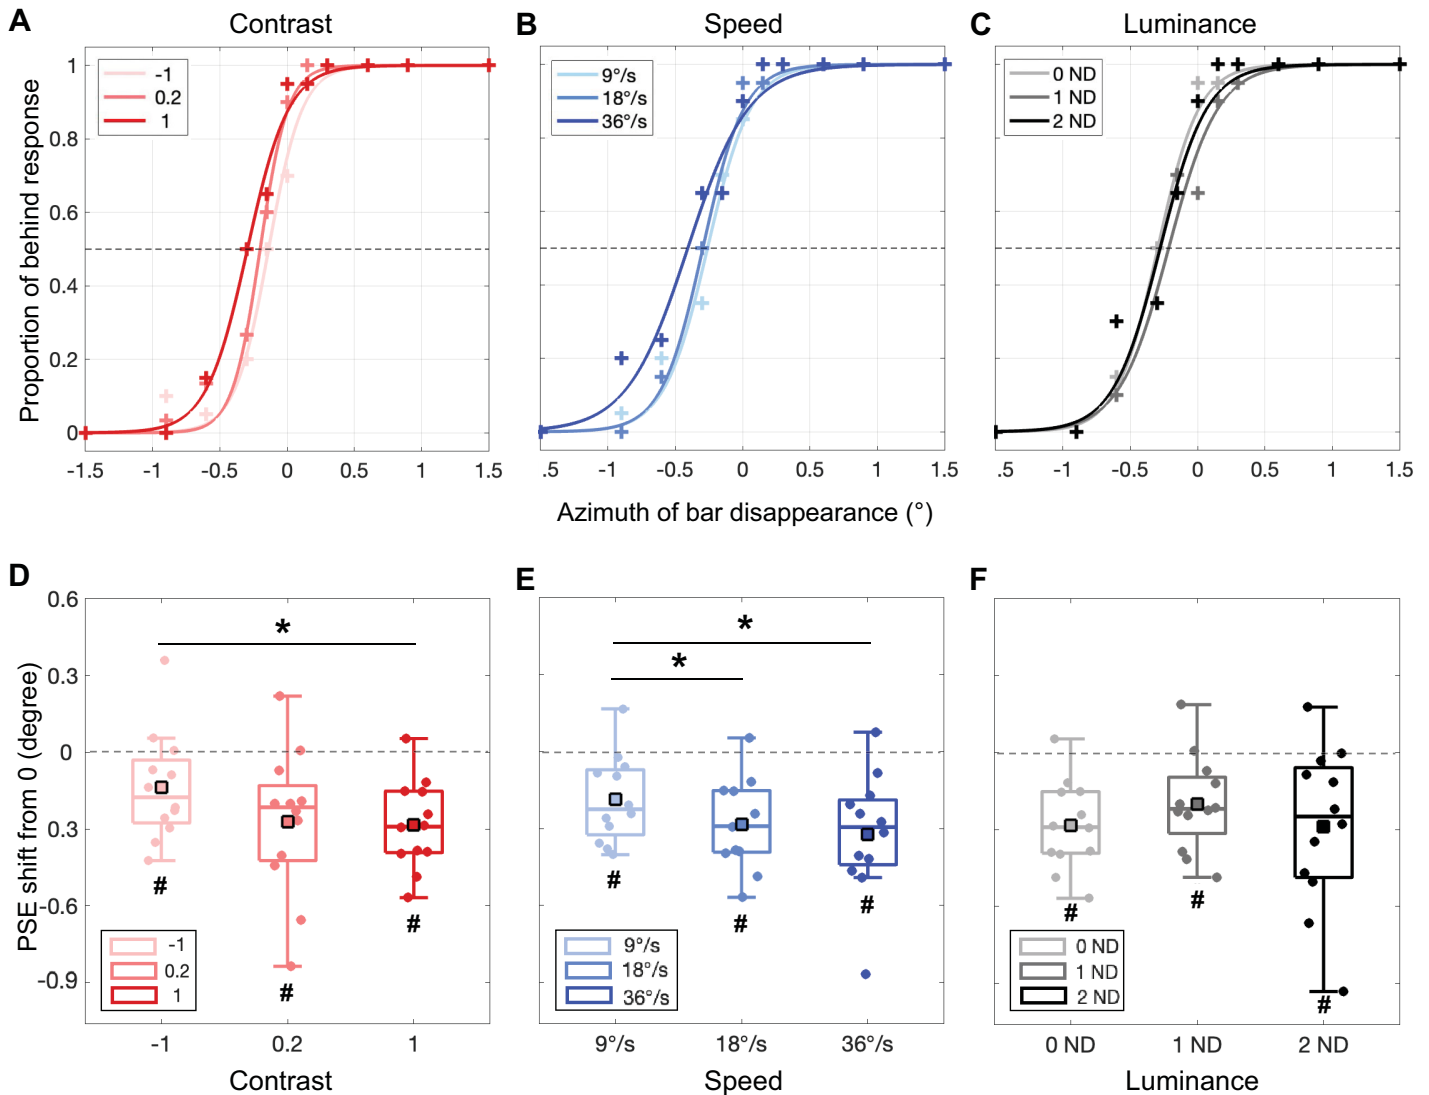 A
Contrast
B
Speed
C
Luminance
-1
0.2
1
9°/s
18°/s
36°/s
0 ND
1 ND
2 ND
Proportion of behind response
1
0.8
0.6
0.4
0.2
0
-1.5
-1
-0.5
0
0.5
1
1.5
.5
-1
-0.5
0
0.5
1
1.5
.5
-1
-0.5
0
0.5
1
1.5
Azimuth of bar disappearance (°)
D
E
F
PSE shift from 0 (degree)
0.6
0.3
0
0.3
-0.6
-0.9
*
*
*
#
#
#
#
#
#
#
#
#
-1
0.2
1
9°/s
18°/s
36°/s
0 ND
1 ND
2 ND
-1
0.2
1
9°/s
18°/s
36°/s
0 ND
1 ND
2 ND
Contrast
Speed
Luminance